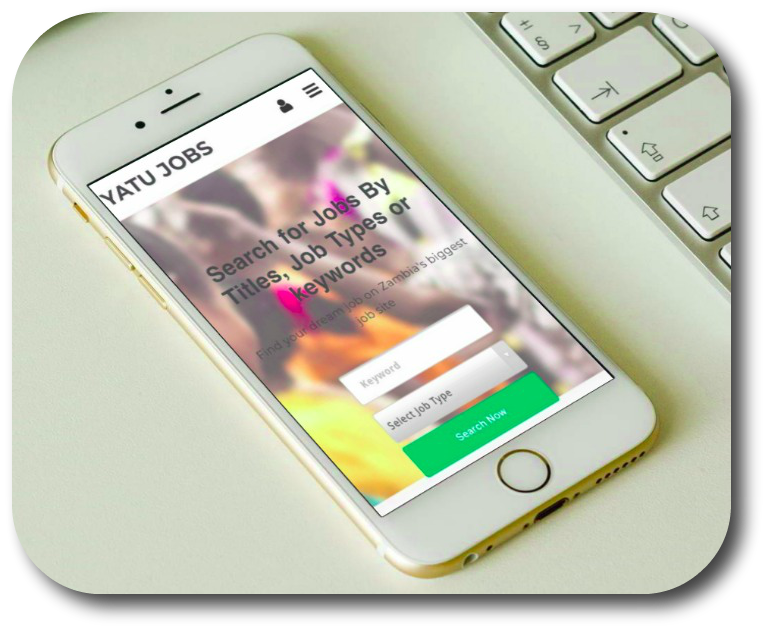 YATU JOBS
Search for Jobs By
Titles, Job Types or
keywords
Find your dream job on Zambia's biggest
job site
Keyword
Select Job Type
Search Now